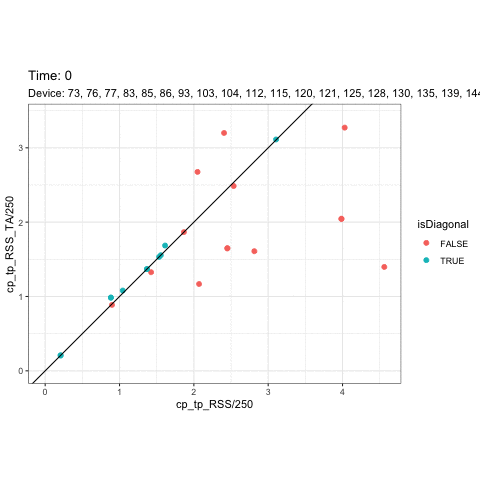 Time: 0
Device: 73, 76, 77, 83, 85, 86, 93, 103, 104, 112, 115, 120, 121, 125, 128, 130, 135, 139, 144
cp_tp_RSS_TA/250
3
2
1
0
0 1 2 3 4
cp_tp_RSS/250
isDiagonal
FALSE
TRUE